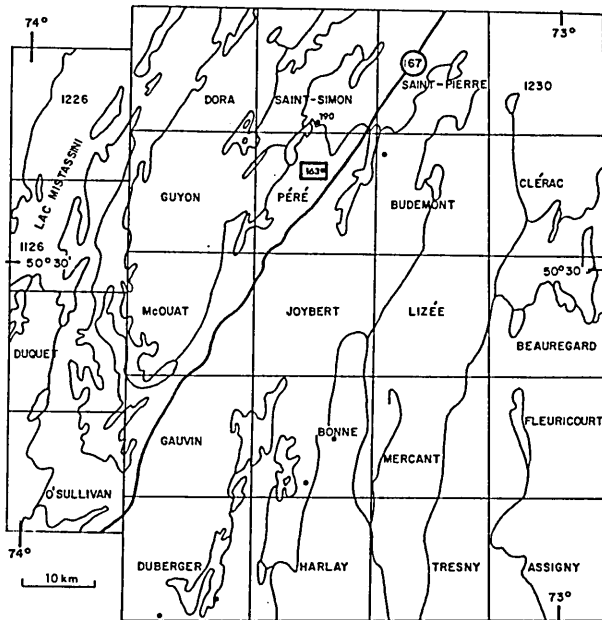 74°
73°
167
1226
DORA
SAINT-SIMON
SAINT-PIERRE
1230
190
LAC MISTASSINI
163
GUYON
PÉRÉ
BUDEMONT
CLÉRAC
1126
50° 30'
50° 30'
McOUAT
JOYBERT
LIZÉE
DUQUET
BEAUREGARD
FLEURICOURT
GAUVIN
BONNE
MERCANT
O'SULLIVAN
74°
DUBERGER
HARLAY
TRESNY
ASSIGNY
10 km
73°